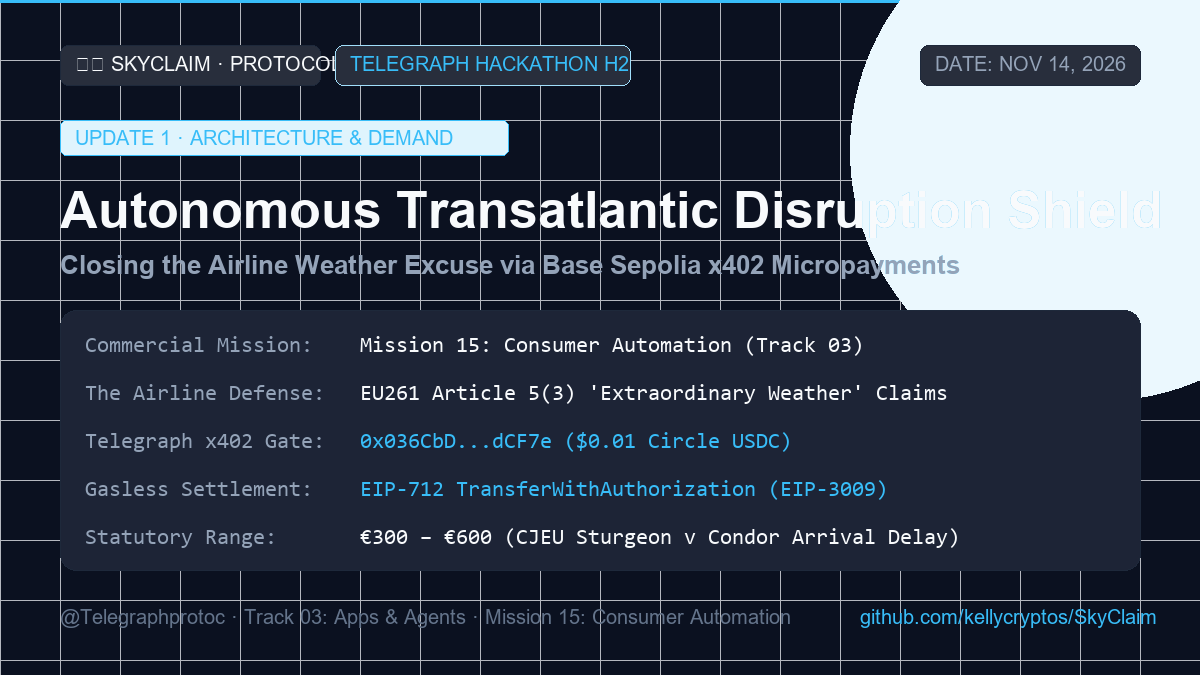 SKYCLAIM · PROTOCOL
TELEGRAPH HACKATHON H2
DATE: NOV 14, 2026
UPDATE 1 · ARCHITECTURE & DEMAND
Autonomous Transatlantic Disruption Shield
Closing the Airline Weather Excuse via Base Sepolia x402 Micropayments
Commercial Mission: Mission 15: Consumer Automation (Track 03)
The Airline Defense: EU261 Article 5(3) 'Extraordinary Weather' Claims
Telegraph x402 Gate: 0x036CbD...dCF7e ($0.01 Circle USDC)
Gasless Settlement: EIP-712 TransferWithAuthorization (EIP-3009)
Statutory Range: €300 – €600 (CJEU Sturgeon v Condor Arrival Delay)
@Telegraphprotoc · Track 03: Apps & Agents · Mission 15: Consumer Automation
github.com/kellycryptos/SkyClaim